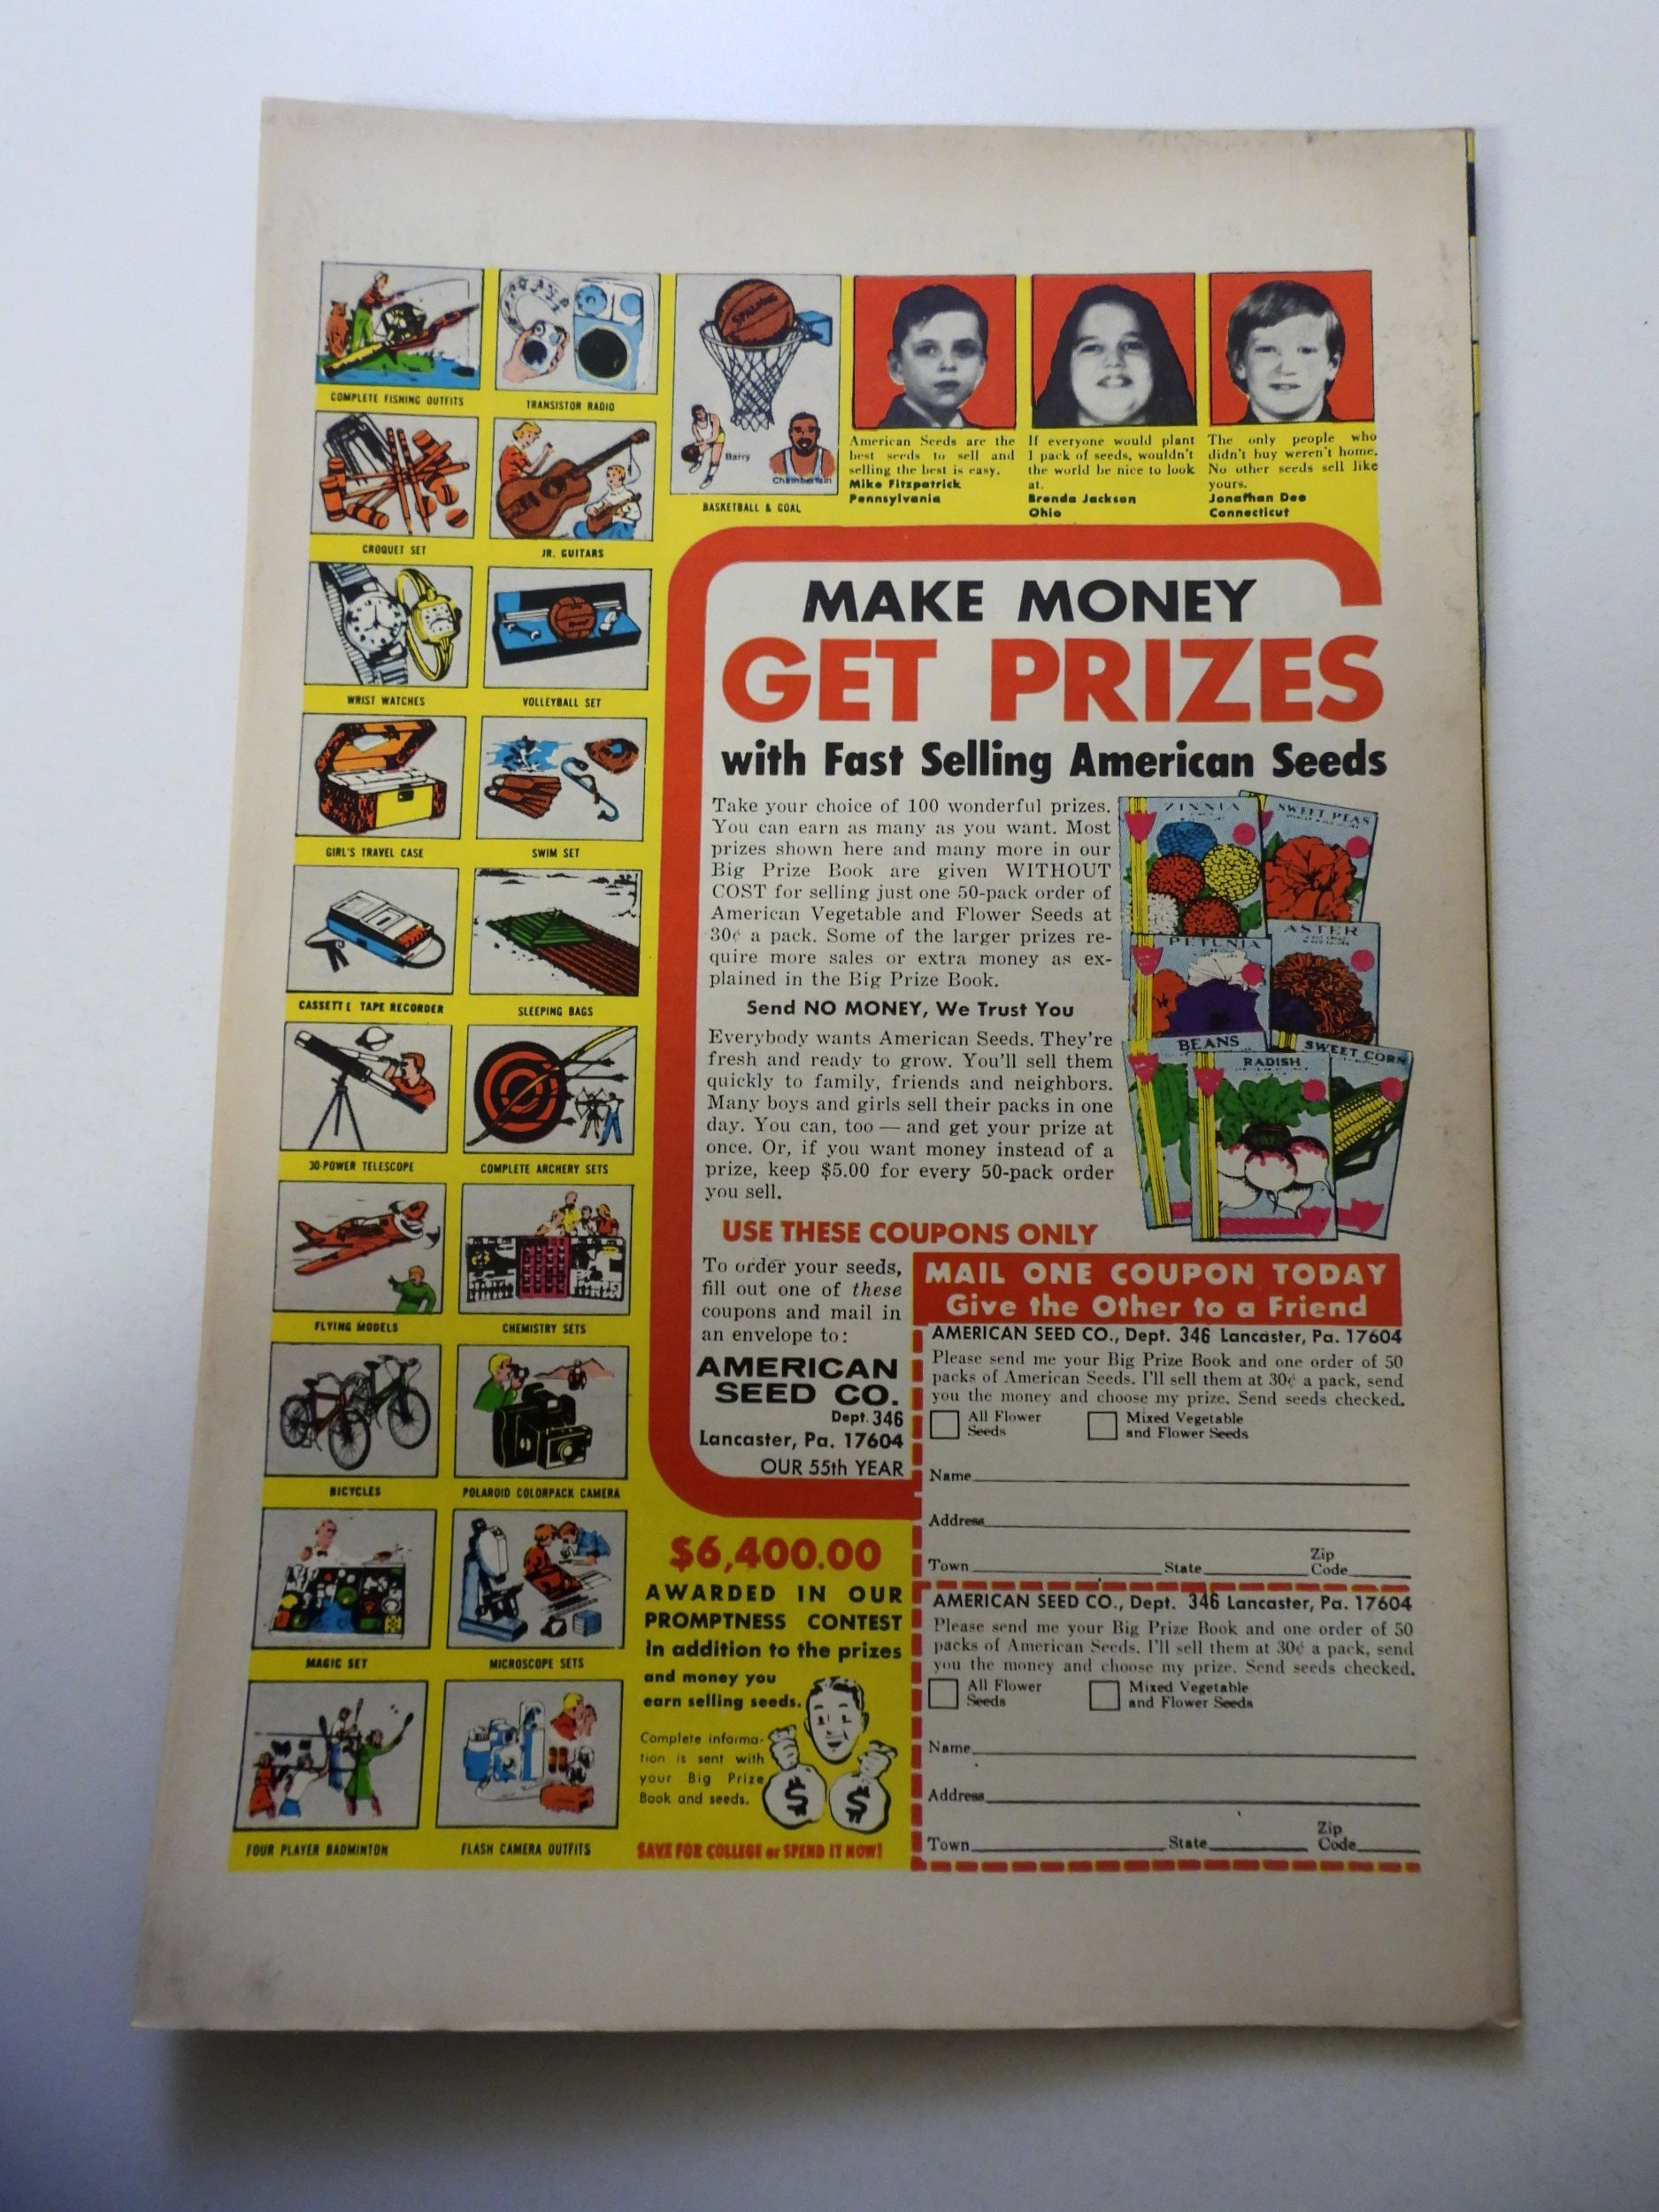 COMPLETE FISHING OUTFITS
TRANSISTOR RADIO
CROQUET SET
JR. GUITARS
WRIST WATCHES
VOLLEYBALL SET
GIRL'S TRAVEL CASE
SWIM SET
CASSETTE TAPE RECORDER
SLEEPING BAGS
30-POWER TELESCOPE
COMPLETE ARCHERY SETS
FLYING MODELS
CHEMISTRY SETS
BICYCLES
POLAROID COLORPACK CAMERA
MAGIC SET
MICROSCOPE SETS
FOUR PLAYER BADMINTON
FLASH CAMERA OUTFITS
SPALDING
Barry
Chamberlain
BASKETBALL & GOAL
American Seeds are the
best seeds to sell and
selling the best is easy.
Mike Fitzpatrick
Pennsylvania
If everyone would plant
1 pack of seeds, wouldn't
the world be nice to look
at.
Brenda Jackson
Ohio
The only people who
didn't buy weren't home.
No other seeds sell like
yours.
Jonathan Dee
Connecticut
MAKE MONEY
GET PRIZES
with Fast Selling American Seeds
Take your choice of 100 wonderful prizes.
You can earn as many as you want. Most
prizes shown here and many more in our
Big Prize Book are given WITHOUT
COST for selling just one 50-pack order of
American Vegetable and Flower Seeds at
30¢ a pack. Some of the larger prizes re-
quire more sales or extra money as ex-
plained in the Big Prize Book.
Send NO MONEY, We Trust You
Everybody wants American Seeds. They're
fresh and ready to grow. You'll sell them
quickly to family, friends and neighbors.
Many boys and girls sell their packs in one
day. You can, too — and get your prize at
once. Or, if you want money instead of a
prize, keep $5.00 for every 50-pack order
you sell.
ZINNIA
SWEET PEAS
PETUNIA
ASTER
BEANS
RADISH
SWEET CORN
USE THESE COUPONS ONLY
To order your seeds,
fill out one of these
coupons and mail in
an envelope to:
AMERICAN
SEED CO.
Dept. 346
Lancaster, Pa. 17604
OUR 55th YEAR
MAIL ONE COUPON TODAY
Give the Other to a Friend
AMERICAN SEED CO., Dept. 346 Lancaster, Pa. 17604
Please send me your Big Prize Book and one order of 50
packs of American Seeds. I'll sell them at 30¢ a pack, send
you the money and choose my prize. Send seeds checked.
All Flower
Seeds
Mixed Vegetable
and Flower Seeds
Name
Address
Town State Zip Code
AMERICAN SEED CO., Dept. 346 Lancaster, Pa. 17604
Please send me your Big Prize Book and one order of 50
packs of American Seeds. I'll sell them at 30¢ a pack, send
you the money and choose my prize. Send seeds checked.
All Flower
Seeds
Mixed Vegetable
and Flower Seeds
Name
Address
Town State Zip Code
$6,400.00
AWARDED IN OUR
PROMPTNESS CONTEST
in addition to the prizes
and money you
earn selling seeds.
Complete informa-
tion is sent with
your Big Prize
Book and seeds.
$ $
SAVE FOR COLLEGE or SPEND IT NOW!